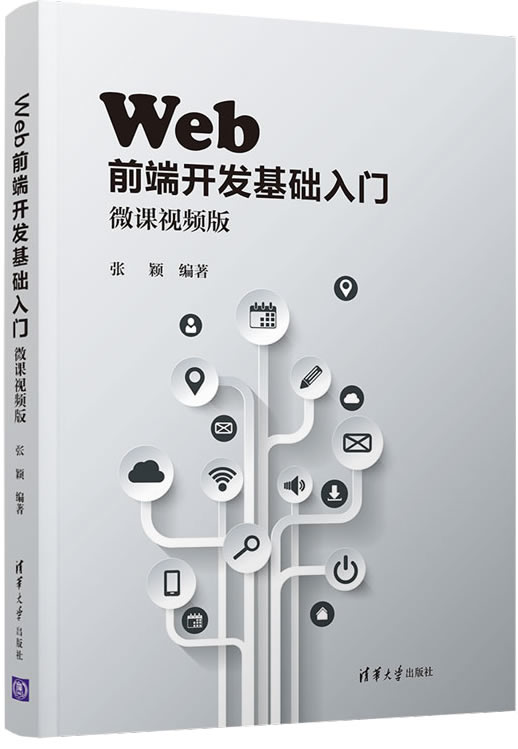 Web
前端开发基础入门
微课视频版
张 颖 编著
清华大学出版社
Web前端开发基础入门 微课视频版 张 颖 编著 清华大学出版社